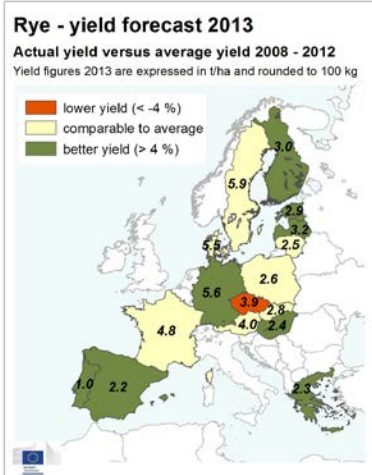 Rye - yield forecast 2013
Actual yield versus average yield 2008 - 2012
Yield figures 2013 are expressed in t/ha and rounded to 100 kg
lower yield (< -4 %)
comparable to average
better yield (> 4 %)
3.0
5.9
2.9
3.2
5.5
2.5
5.6
2.6
3.9
2.8
4.8
4.0
2.4
1.0
2.2
2.3